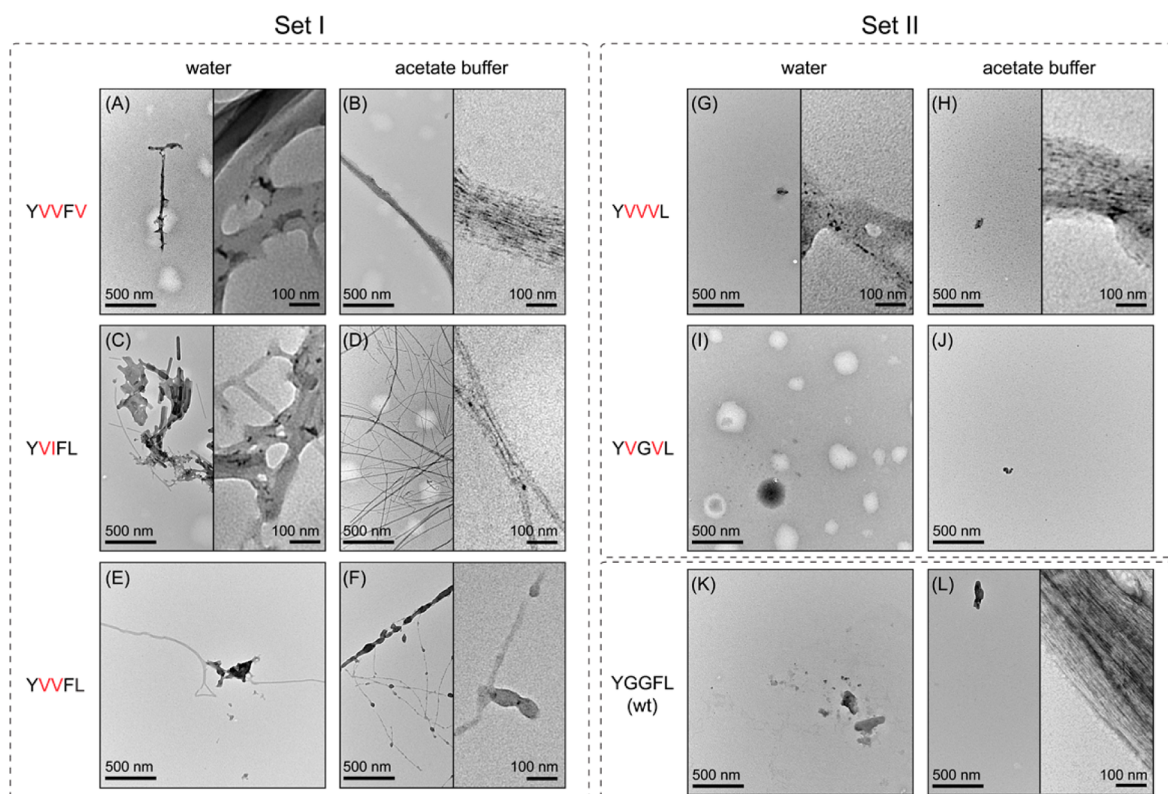 Set I
Set II
water
acetate buffer
water
acetate buffer
YVVFV
(A)
500 nm
100 nm
(B)
500 nm
100 nm
YVVVL
(G)
500 nm
100 nm
(H)
500 nm
100 nm
YVIFL
(C)
500 nm
100 nm
(D)
500 nm
100 nm
YVGVL
(I)
500 nm
(J)
500 nm
YVVFL
(E)
500 nm
(F)
500 nm
100 nm
YGGFL
(wt)
(K)
500 nm
(L)
500 nm
100 nm